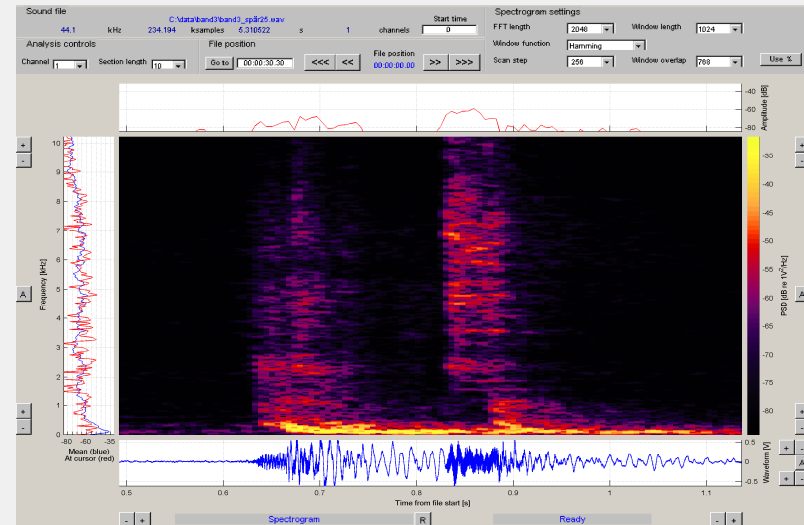 Sound file
C:\data\band3\band3_spår25.wav
44.1 kHz 234.194 ksamples 5.310522 s 1 channels
Start time
0
Analysis controls
Channel 1 Section length 10
File position
Go to 00:00:30.30 <<< << File position 00:00:00.00 >> >>>
Spectrogram settings
FFT length 2048 Window length 1024
Window function Hamming
Scan step 256 Window overlap 768
Use %
-40
-60
-80
Amplitude [dB]
+
-
A
+
-
10
9
8
7
6
5
4
3
2
1
0
Frequency [kHz]
-80 -60 -35
Mean (blue)
At cursor (red)
-35
-40
-45
-50
-55
-60
-65
-70
-75
-80
PSD [dB re 1V²/Hz]
+
-
A
+
-
0.5
0
-0.5
Waveform [V]
+ +
A
- +
0.5 0.6 0.7 0.8 0.9 1 1.1
Time from file start [s]
- + Spectrogram R Ready - +